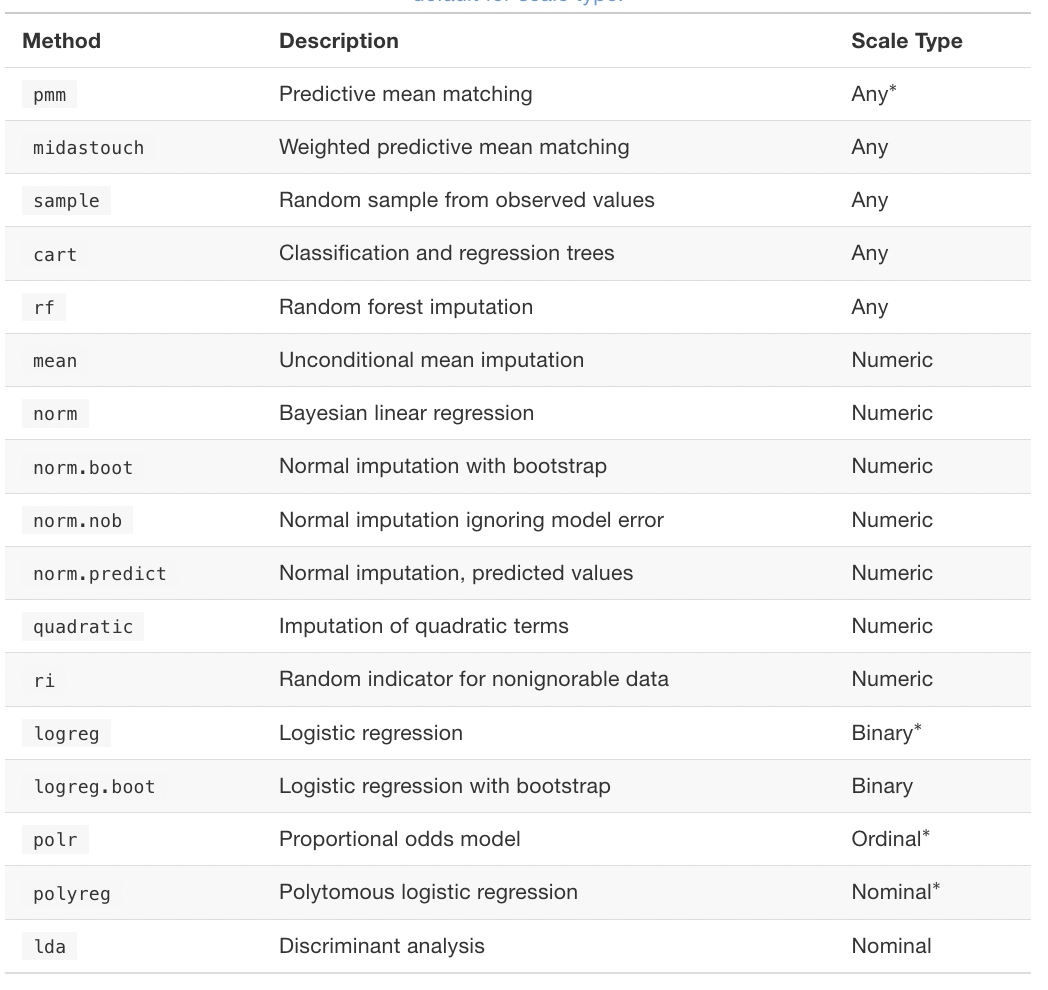 default for scale type.
Method Description Scale Type
pmm Predictive mean matching Any*
midastouch Weighted predictive mean matching Any
sample Random sample from observed values Any
cart Classification and regression trees Any
rf Random forest imputation Any
mean Unconditional mean imputation Numeric
norm Bayesian linear regression Numeric
norm.boot Normal imputation with bootstrap Numeric
norm.nob Normal imputation ignoring model error Numeric
norm.predict Normal imputation, predicted values Numeric
quadratic Imputation of quadratic terms Numeric
ri Random indicator for nonignorable data Numeric
logreg Logistic regression Binary*
logreg.boot Logistic regression with bootstrap Binary
polr Proportional odds model Ordinal*
polyreg Polytomous logistic regression Nominal*
lda Discriminant analysis Nominal